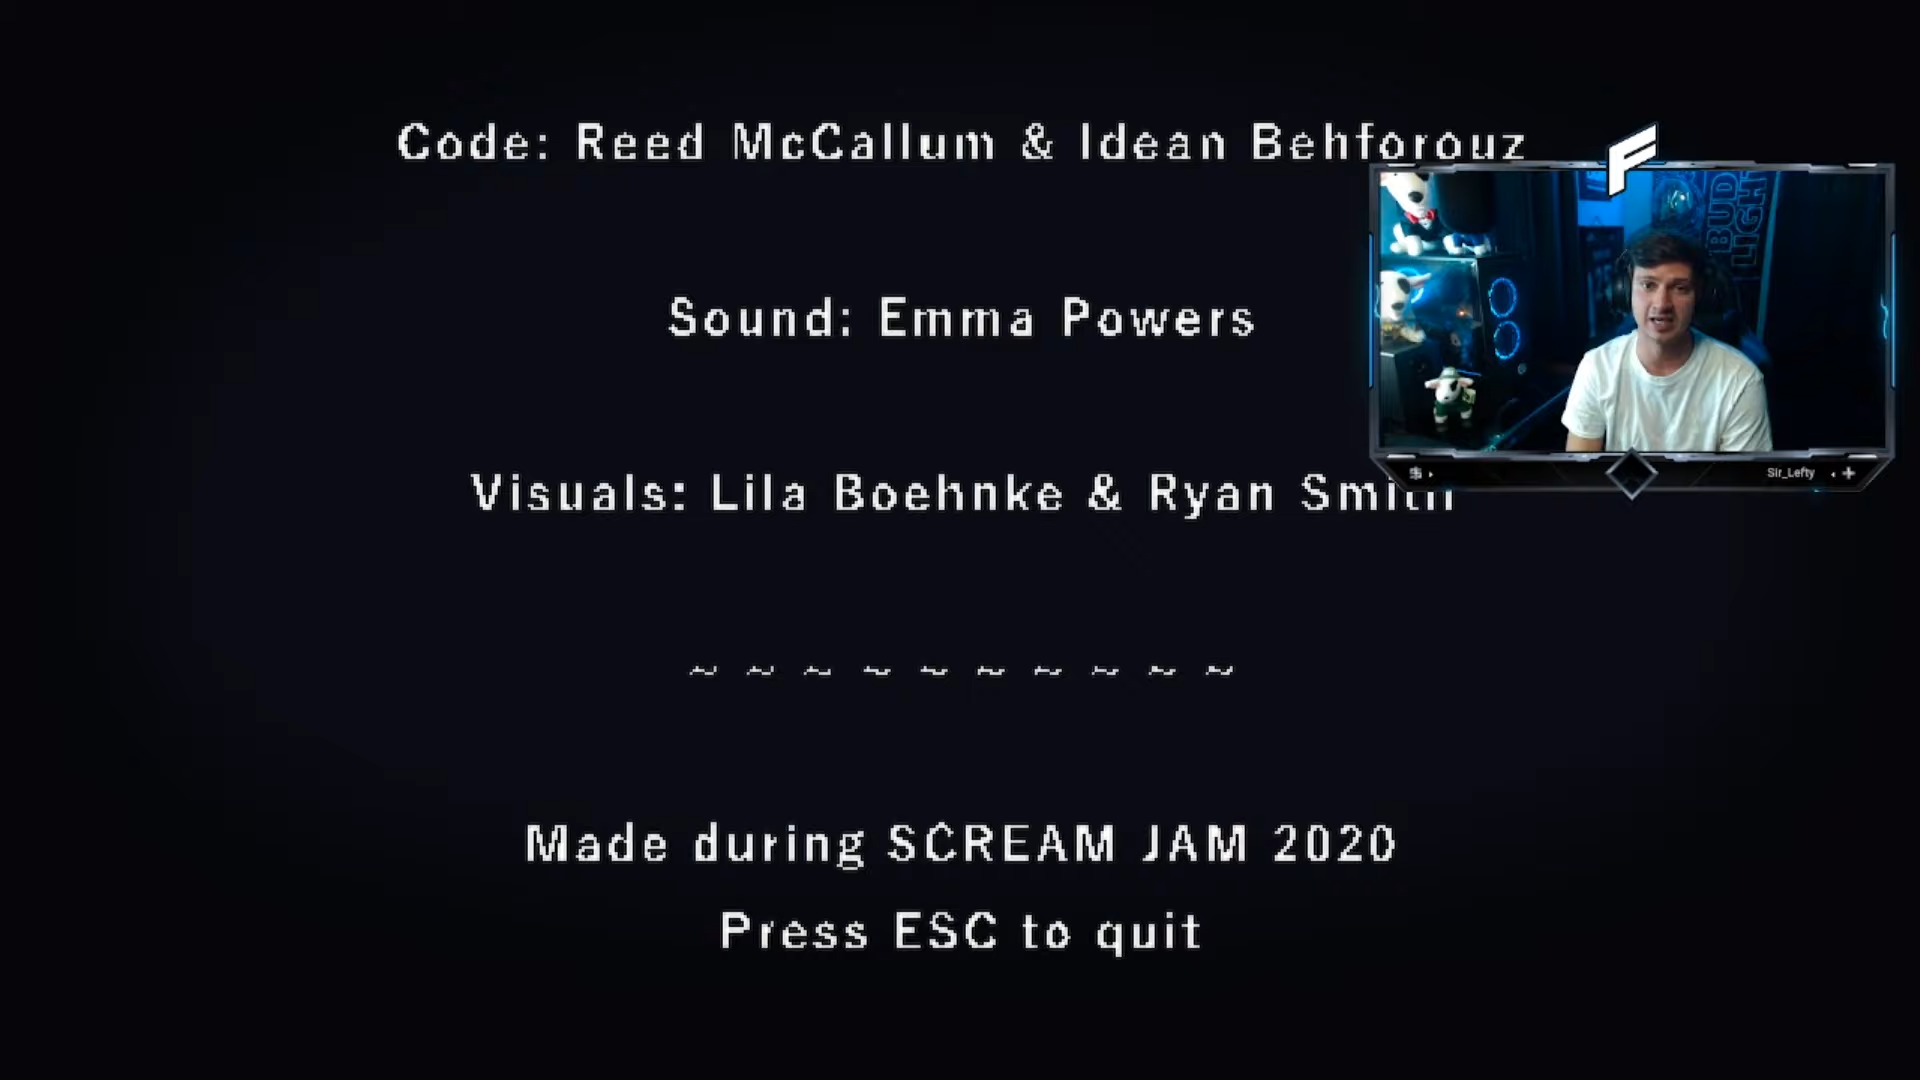 Code: Reed McCallum & Idean Behforouz
F
BUD
LIGHT
Sound: Emma Powers
Sir_Lefty
Visuals: Lila Boehnke & Ryan Smith
~ ~ ~ ~ ~ ~ ~ ~ ~ ~
Made during SCREAM JAM 2020
Press ESC to quit